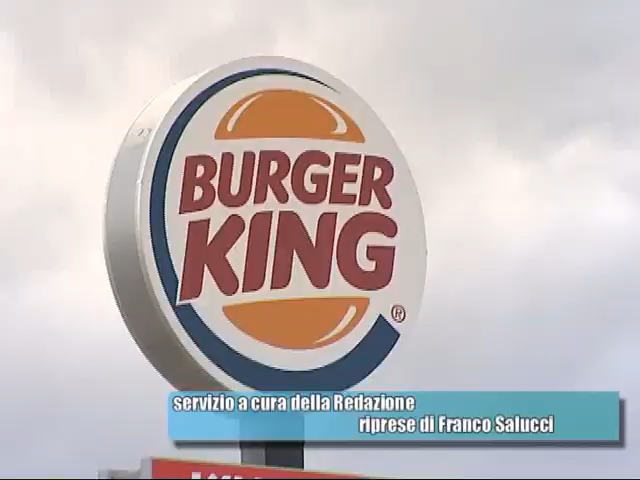 BURGER
KING
®
servizio a cura della Redazione
riprese di Franco Salucci